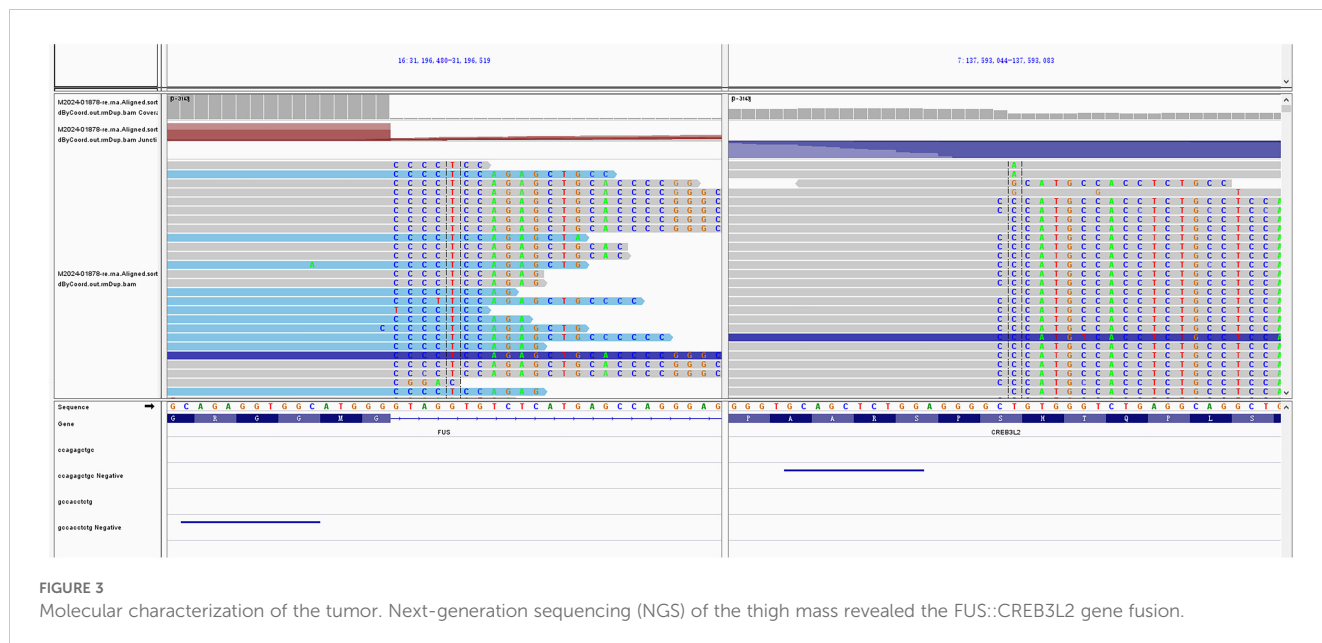 16:31,196,480-31,196,519
7:137,593,044-137,593,083
M2024-01878-re.rna.Aligned.sort
dByCoord.out.rmDup.bam Covera
M2024-01878-re.rna.Aligned.sort
dByCoord.out.rmDup.bam Juncti
C C C C T C C
A
C C C C T C C A G A G C T G C C
A
C C C C T C C A G A G C T G C A C C C C G G
G C A T G C C A C C T C T G C C
C C C C T C C A G A G C T G C A C C C C G G G C
G G T
C C C C T C C A G A G C T G C A C C C C G G G C
C C C A T G C C A C C T C T G C C T C C A
C C C C T C C A G A G C T G C A C C C C G G G C
C C C C T C C A G A G C T G C A C C C C G G G C
C C C C T C C A G A G C T G C A C C C C G G G C
C C C C T C C A G A G C T A
C C C C T C C A G A G C T G C A C
C C C C T C C A G A G C T G C A C
A C C C C T C C A G A G C T G
M2024-01878-re.rna.Aligned.sort
dByCoord.out.rmDup.bam
C C C C T C C A G A G
C C C C T C C A G A G
C C C C T C C A G
C C C T T C C A G A G C T G C C C C
T C C C T C C
C C C C T C C A G A
C C C C C T C C A G A G C T G
C C C C T C C A G A G C T G C C C C C C
C C C C T C C A G A G
C C C C T C C A G A G C T G C A C C C C G G G C
C C C C T C C A G A G C T G C A C C C C G G G C
C C C C T C C A G A G C T G C A C C C C G G G C
C G G A C
C C C C T C C A G A G
Sequence
G C A G A G G T G G C A T G G G G T A G G T G T C T C A T G A G C C A G G G A G
G G G T G C A G C T C T G G A G G G G C T G T G G G T C T G A G G C A G G C T G
Gene
G R G G M G
P A A R S P S M T Q P L S
FUS
CREB3L2
ccagagctgc
ccagagctgc Negative
gccacctctg
gccacctctg Negative
FIGURE 3
Molecular characterization of the tumor. Next-generation sequencing (NGS) of the thigh mass revealed the FUS::CREB3L2 gene fusion.